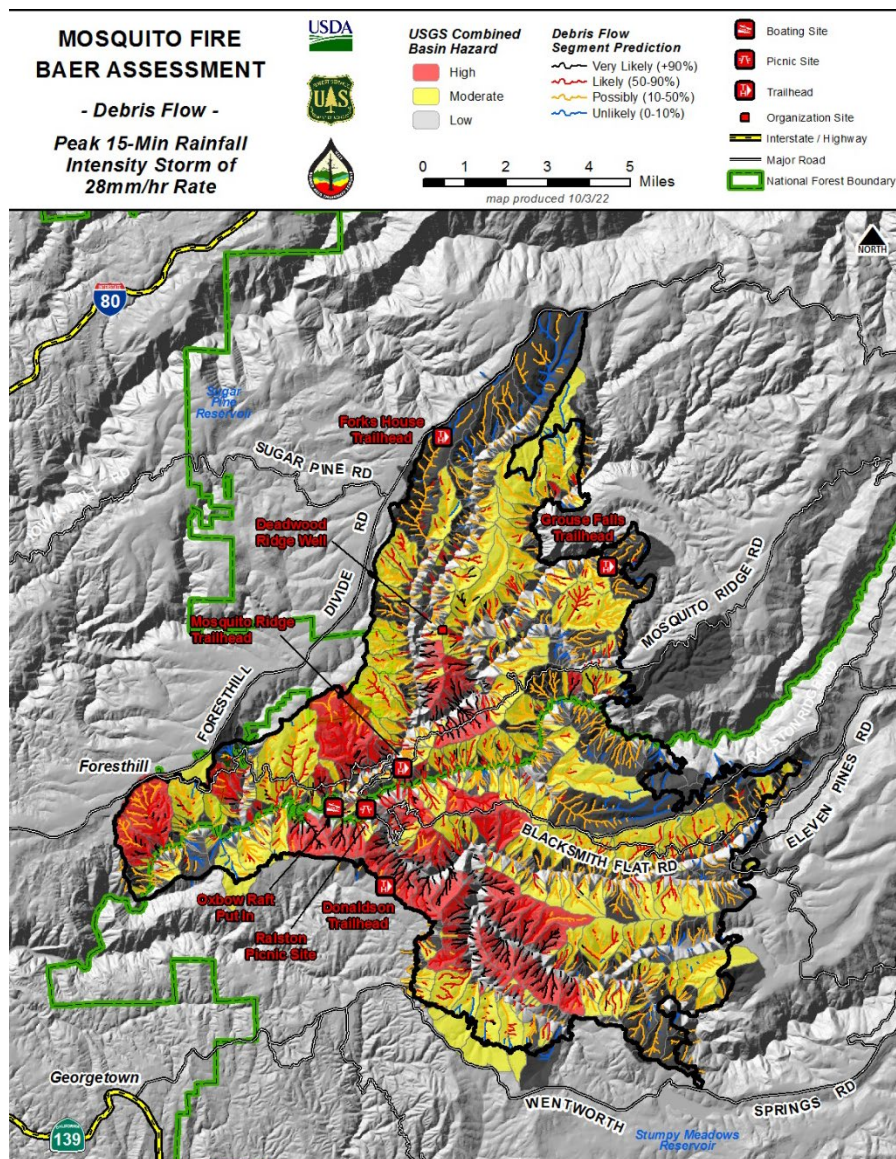 MOSQUITO FIRE
BAER ASSESSMENT
- Debris Flow -
Peak 15-Min Rainfall
Intensity Storm of
28mm/hr Rate
USDA
UAS
USGS Combined
Basin Hazard
High
Moderate
Low
Debris Flow
Segment Prediction
Very Likely (+90%)
Likely (50-90%)
Possibly (10-50%)
Unlikely (0-10%)
0 1 2 3 4 5
Miles
map produced 10/3/22
Boating Site
Picnic Site
Trailhead
Organization Site
Interstate / Highway
Major Road
National Forest Boundary
NORTH
80
Sugar
Pine
Reservoir
Forks House
Trailhead
SUGAR PINE RD
Deadwood
Ridge Well
Grouse Falls
Trailhead
DIVIDE RD
MOSQUITO RIDGE RD
Mosquito Ridge
Trailhead
FORESTHILL
Foresthill
ELEVEN PINES RD
BLACKSMITH FLAT RD
Oxbow Raft
Put In
Donaldson
Trailhead
Ralston
Picnic Site
Georgetown
139
WENTWORTH SPRINGS RD
Stumpy Meadows
Reservoir